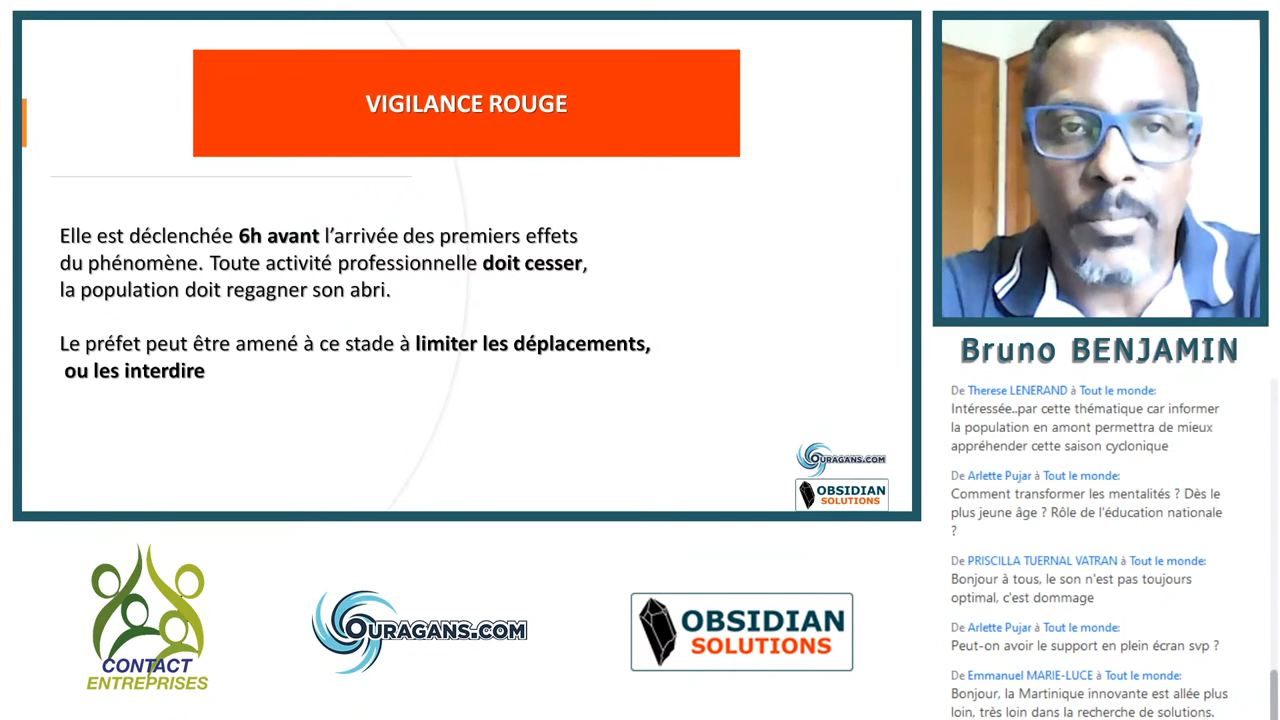 VIGILANCE ROUGE
Elle est déclenchée 6h avant l’arrivée des premiers effets
du phénomène. Toute activité professionnelle doit cesser,
la population doit regagner son abri.
Le préfet peut être amené à ce stade à limiter les déplacements,
ou les interdire
OURAGANS.COM
OBSIDIAN
SOLUTIONS
Bruno BENJAMIN
De Therese LENERAND à Tout le monde:
Intéressée..par cette thématique car informer
la population en amont permettra de mieux
appréhender cette saison cyclonique
De Arlette Pujar à Tout le monde:
Comment transformer les mentalités ? Dès le
plus jeune âge ? Rôle de l'éducation nationale
?
De PRISCILLA TUERNAL VATRAN à Tout le monde:
Bonjour à tous, le son n'est pas toujours
optimal, c'est dommage
De Arlette Pujar à Tout le monde:
Peut-on avoir le support en plein écran svp ?
De Emmanuel MARIE-LUCE à Tout le monde:
Bonjour, la Martinique innovante est allée plus
loin, très loin dans la recherche de solutions.
CONTACT
ENTREPRISES
OURAGANS.COM
OBSIDIAN
SOLUTIONS